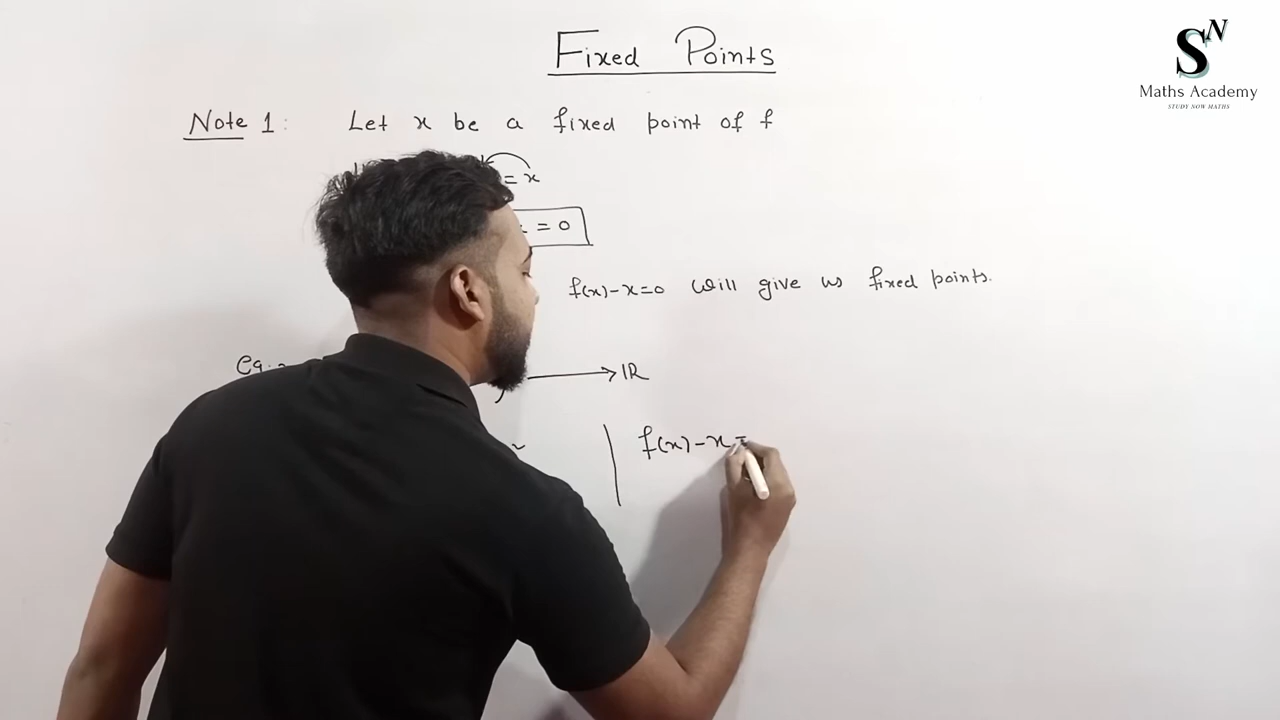 Fixed Points
SN
Maths Academy
STUDY NOW MATHS
Note 1: Let x be a fixed point of f
= x
= 0
f(x)-x=0 will give us fixed points.
eg:
→ IR
f(x)-x=